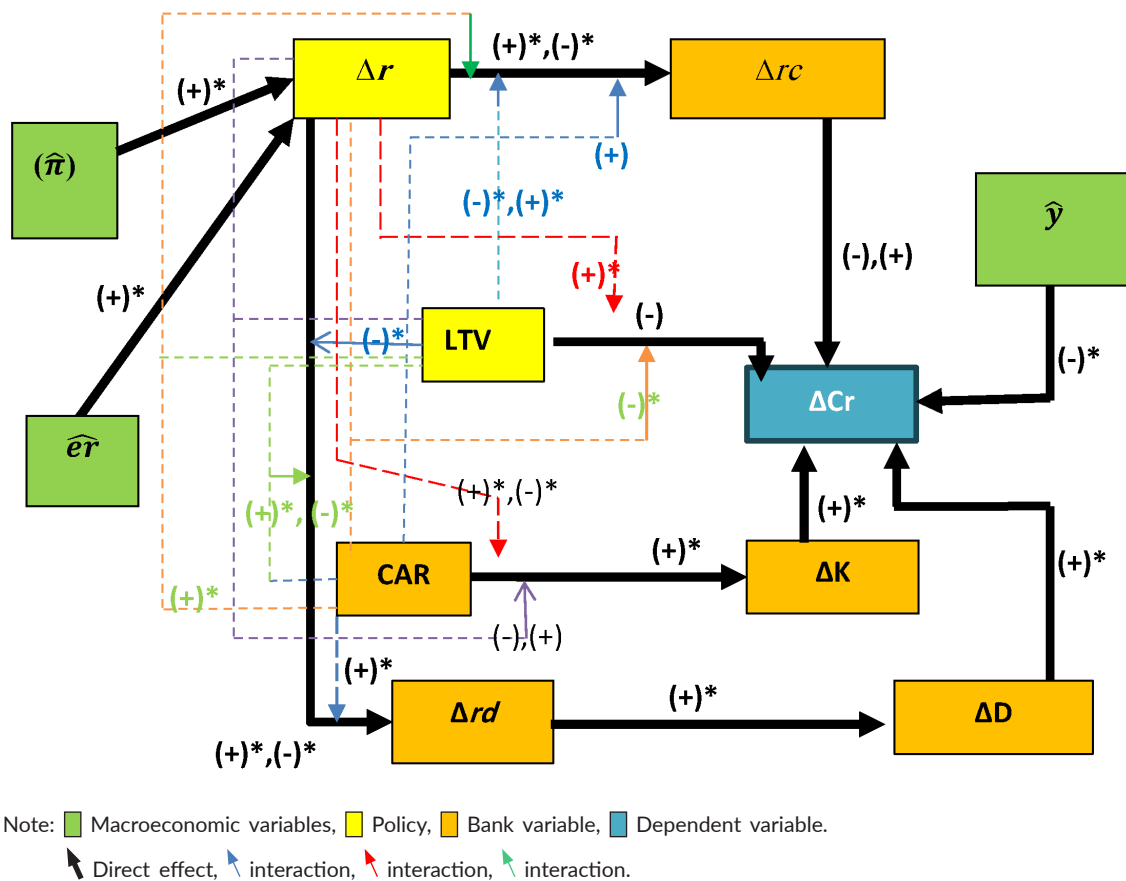 (+)*,(-)*
Δr
Δrc
(+)*
(π̂)
(+)
(-)*,(+)*
ŷ
(-),(+)
(+)*
(+)*
(-)
LTV
(-)*
(-)*
ΔCr
(-)*
êr
(+)*,(-)*
(+)*, (-)*
(+)*
(+)*
CAR
ΔK
(+)*
(+)*
(-),(+)
(+)*
(+)*
Δrd
ΔD
(+)*,(-)*
Note: Macroeconomic variables, Policy, Bank variable, Dependent variable.
Direct effect, interaction, interaction, interaction.